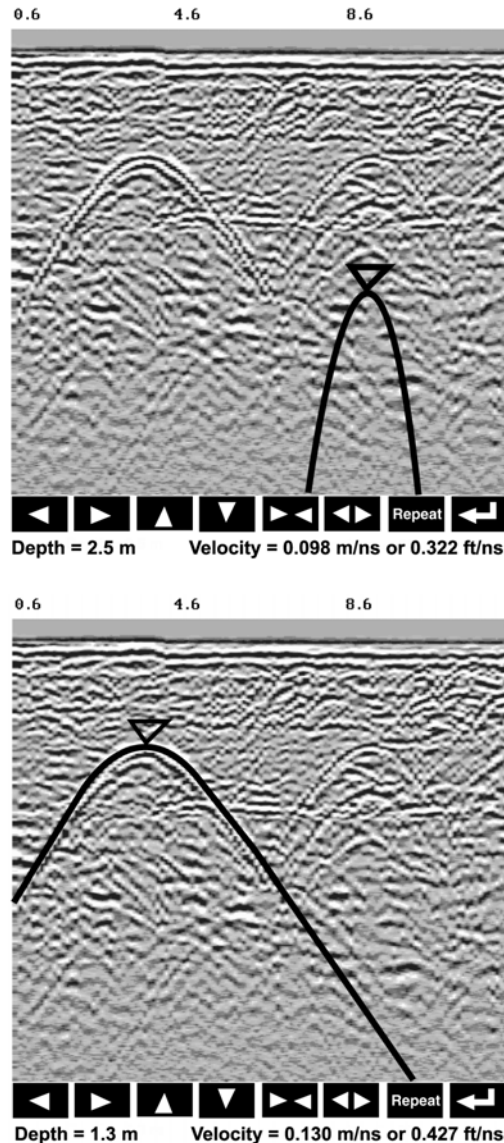 0.6 4.6 8.6
Repeat
Depth = 2.5 m Velocity = 0.098 m/ns or 0.322 ft/ns
0.6 4.6 8.6
Repeat
Depth = 1.3 m Velocity = 0.130 m/ns or 0.427 ft/ns